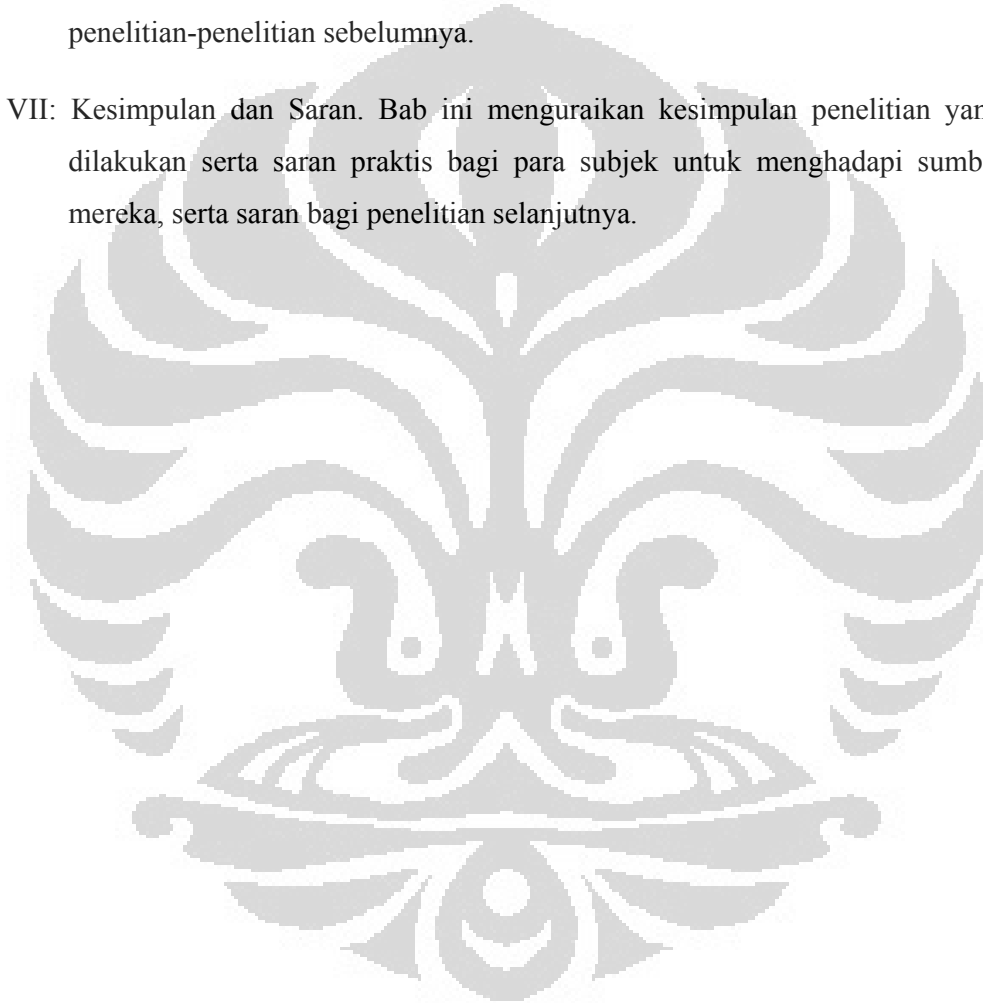 penelitian-penelitian sebelumnya.
VII: Kesimpulan dan Saran. Bab ini menguraikan kesimpulan penelitian yan
dilakukan serta saran praktis bagi para subjek untuk menghadapi sumb
mereka, serta saran bagi penelitian selanjutnya.